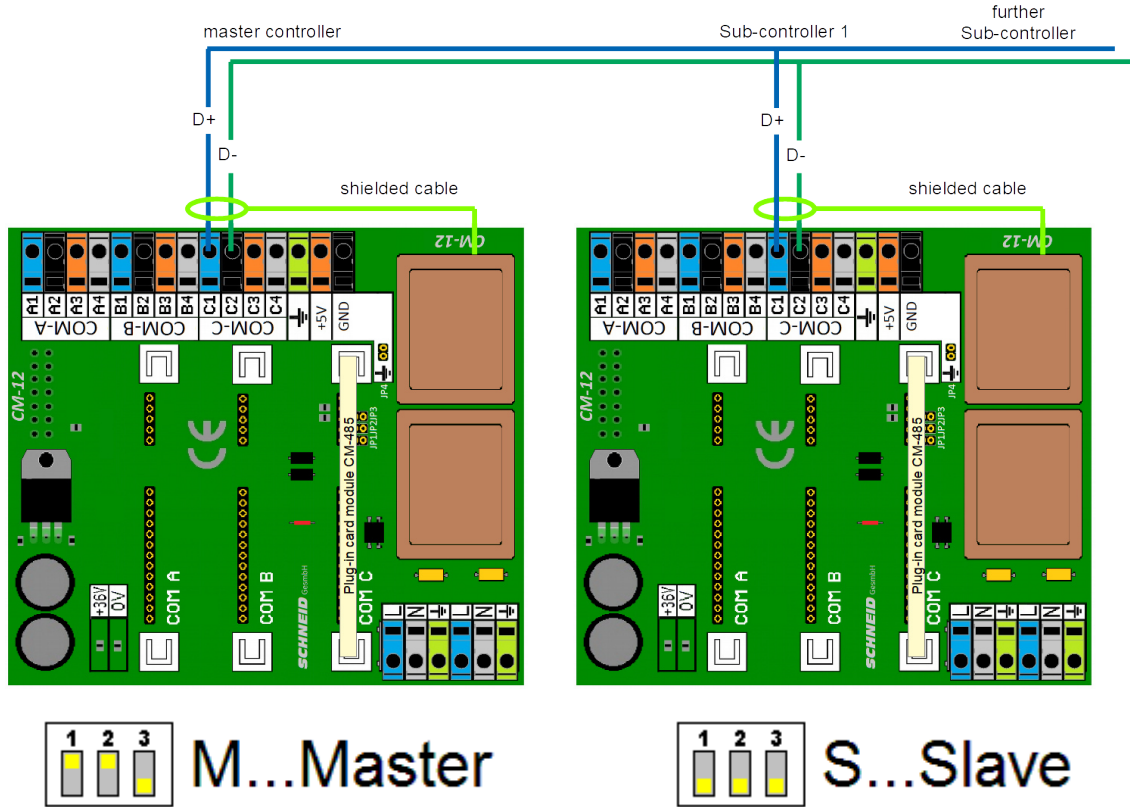 further
master controller
Sub-controller 1
Sub-controller
D+
D+
D-
D-
shielded cable
shielded cable
CM-12
A1 A2 A3 A4 B1 B2 B3 B4 C1 C2 C3 C4
COM-A COM-B COM-C +5V GND
CM-12
JP4
JP1JP2JP3
Plug-in card module CM-485
COM A
COM B
COM C
+36V
0V
SCHNEID GesmbH
L N L N
CM-12
A1 A2 A3 A4 B1 B2 B3 B4 C1 C2 C3 C4
COM-A COM-B COM-C +5V GND
CM-12
JP4
JP1JP2JP3
Plug-in card module CM-485
COM A
COM B
COM C
+36V
0V
SCHNEID GesmbH
L N L N
1 2 3
M...Master
1 2 3
S...Slave